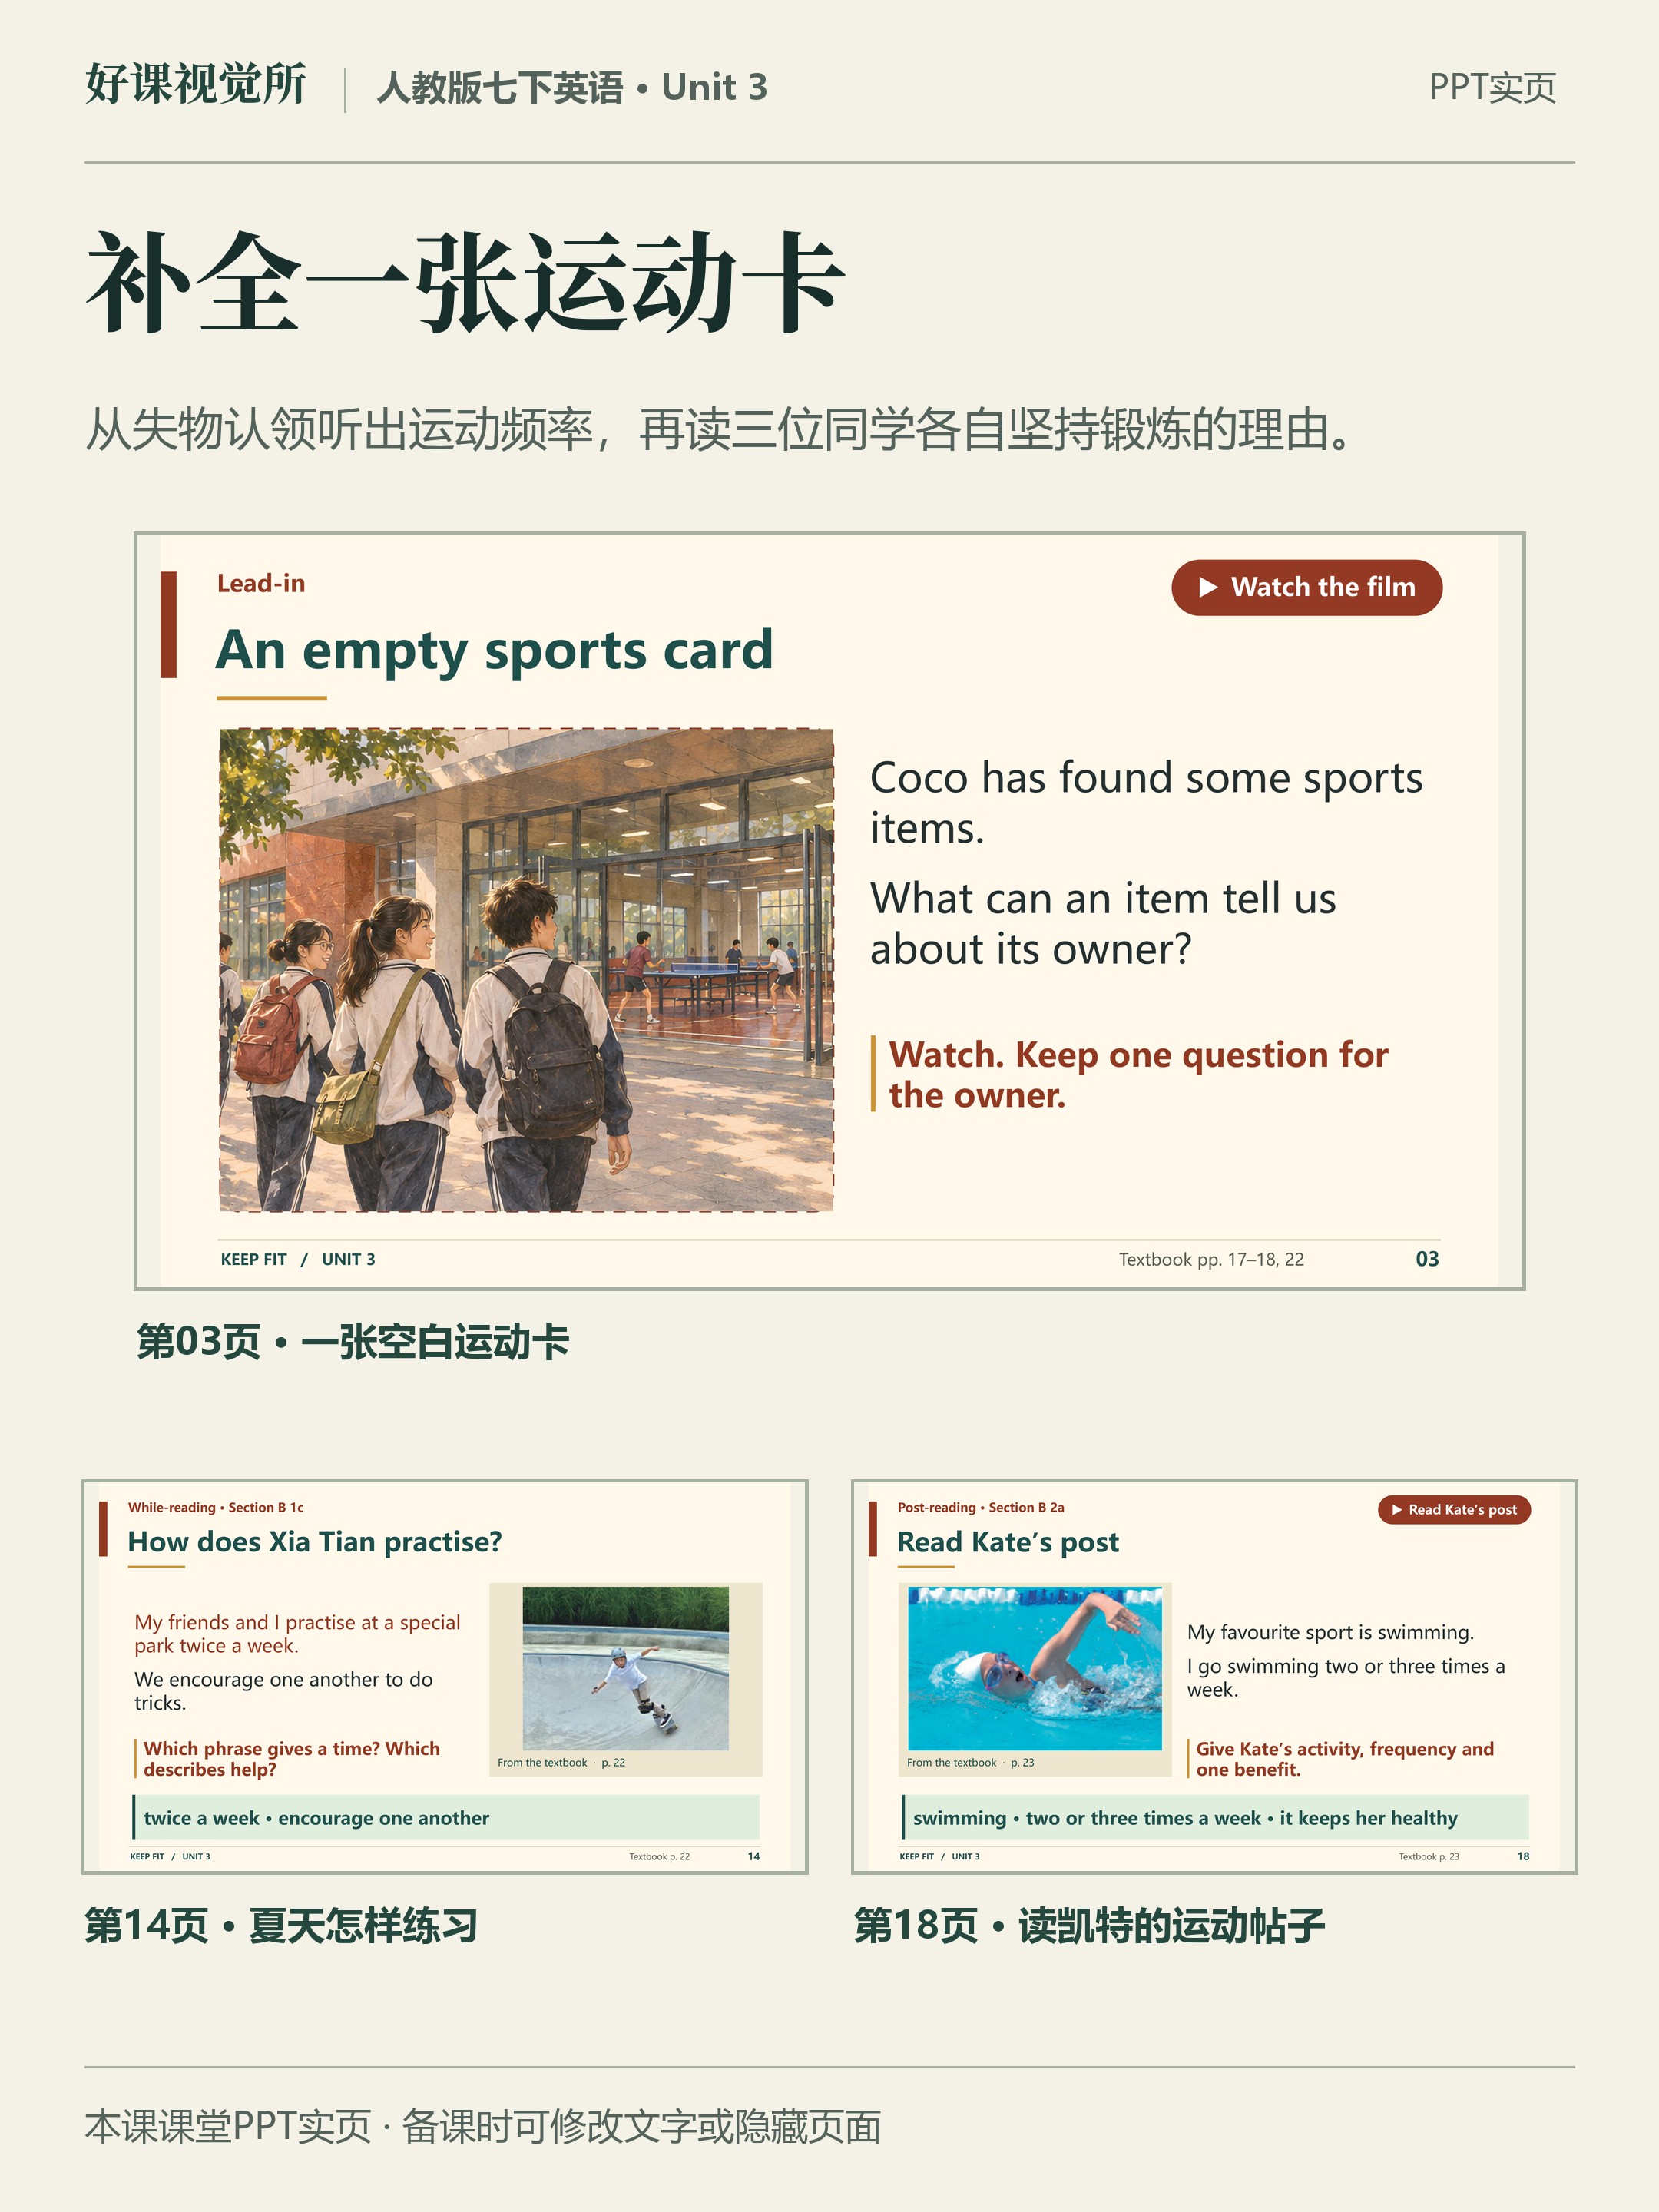 好课视觉所
人教版七下英语 • Unit 3
PPT实页
补全一张运动卡
从失物认领听出运动频率，再读三位同学各自坚持锻炼的理由。
Lead-in
▶ Watch the film
An empty sports card
Coco has found some sports
items.
What can an item tell us
about its owner?
Watch. Keep one question for
the owner.
KEEP FIT / UNIT 3
Textbook pp. 17–18, 22
03
第03页 • 一张空白运动卡
While-reading • Section B 1c
How does Xia Tian practise?
My friends and I practise at a special
park twice a week.
We encourage one another to do
tricks.
Which phrase gives a time? Which
describes help?
From the textbook · p. 22
twice a week • encourage one another
KEEP FIT / UNIT 3
Textbook p. 22
14
第14页 • 夏天怎样练习
Post-reading • Section B 2a
▶ Read Kate’s post
Read Kate’s post
From the textbook · p. 23
My favourite sport is swimming.
I go swimming two or three times a
week.
Give Kate’s activity, frequency and
one benefit.
swimming • two or three times a week • it keeps her healthy
KEEP FIT / UNIT 3
Textbook p. 23
18
第18页 • 读凯特的运动帖子
本课课堂PPT实页 · 备课时可修改文字或隐藏页面